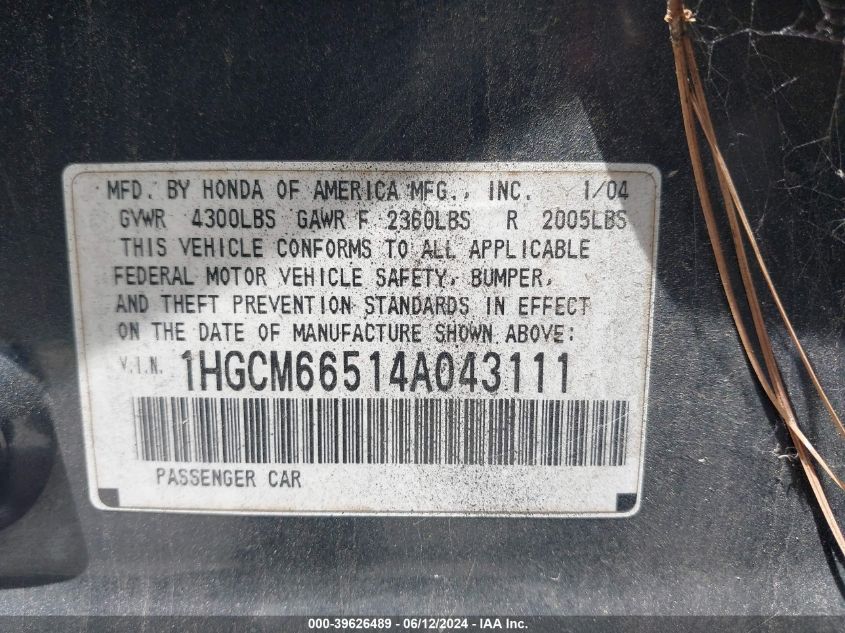 MFD. BY HONDA OF AMERICA MFG., INC. 1/04
GVWR 4300LBS GAWR F 2360LBS R 2005LBS
THIS VEHICLE CONFORMS TO ALL APPLICABLE
FEDERAL MOTOR VEHICLE SAFETY, BUMPER,
AND THEFT PREVENTION STANDARDS IN EFFECT
ON THE DATE OF MANUFACTURE SHOWN ABOVE:
V.I.N. 1HGCM66514A043111
PASSENGER CAR
000-39626489 - 06/12/2024 - IAA Inc.